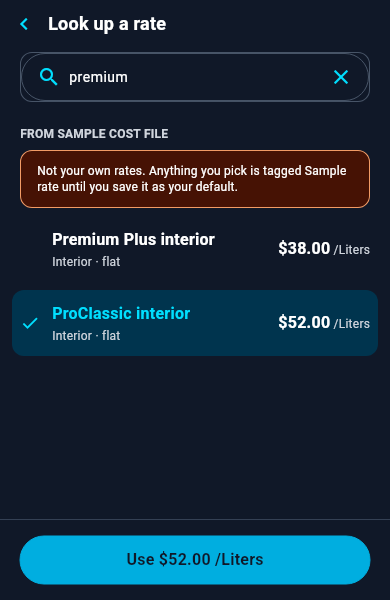 Look up a rate
premium
FROM SAMPLE COST FILE
Not your own rates. Anything you pick is tagged Sample
rate until you save it as your default.
Premium Plus interior
$38.00 /Liters
Interior · flat
ProClassic interior
$52.00 /Liters
Interior · flat
Use $52.00 /Liters